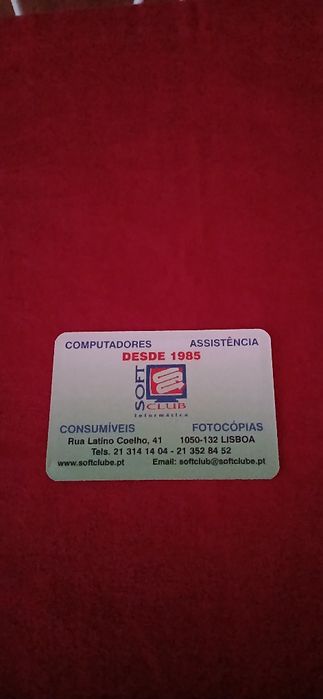 COMPUTADORES ASSISTÊNCIA
DESDE 1985
SOFT
CLUB
Informática
CONSUMÍVEIS FOTOCÓPIAS
Rua Latino Coelho, 41 1050-132 LISBOA
Tels. 21 314 14 04 - 21 352 84 52
www.softclube.pt Email: softclub@softclube.pt